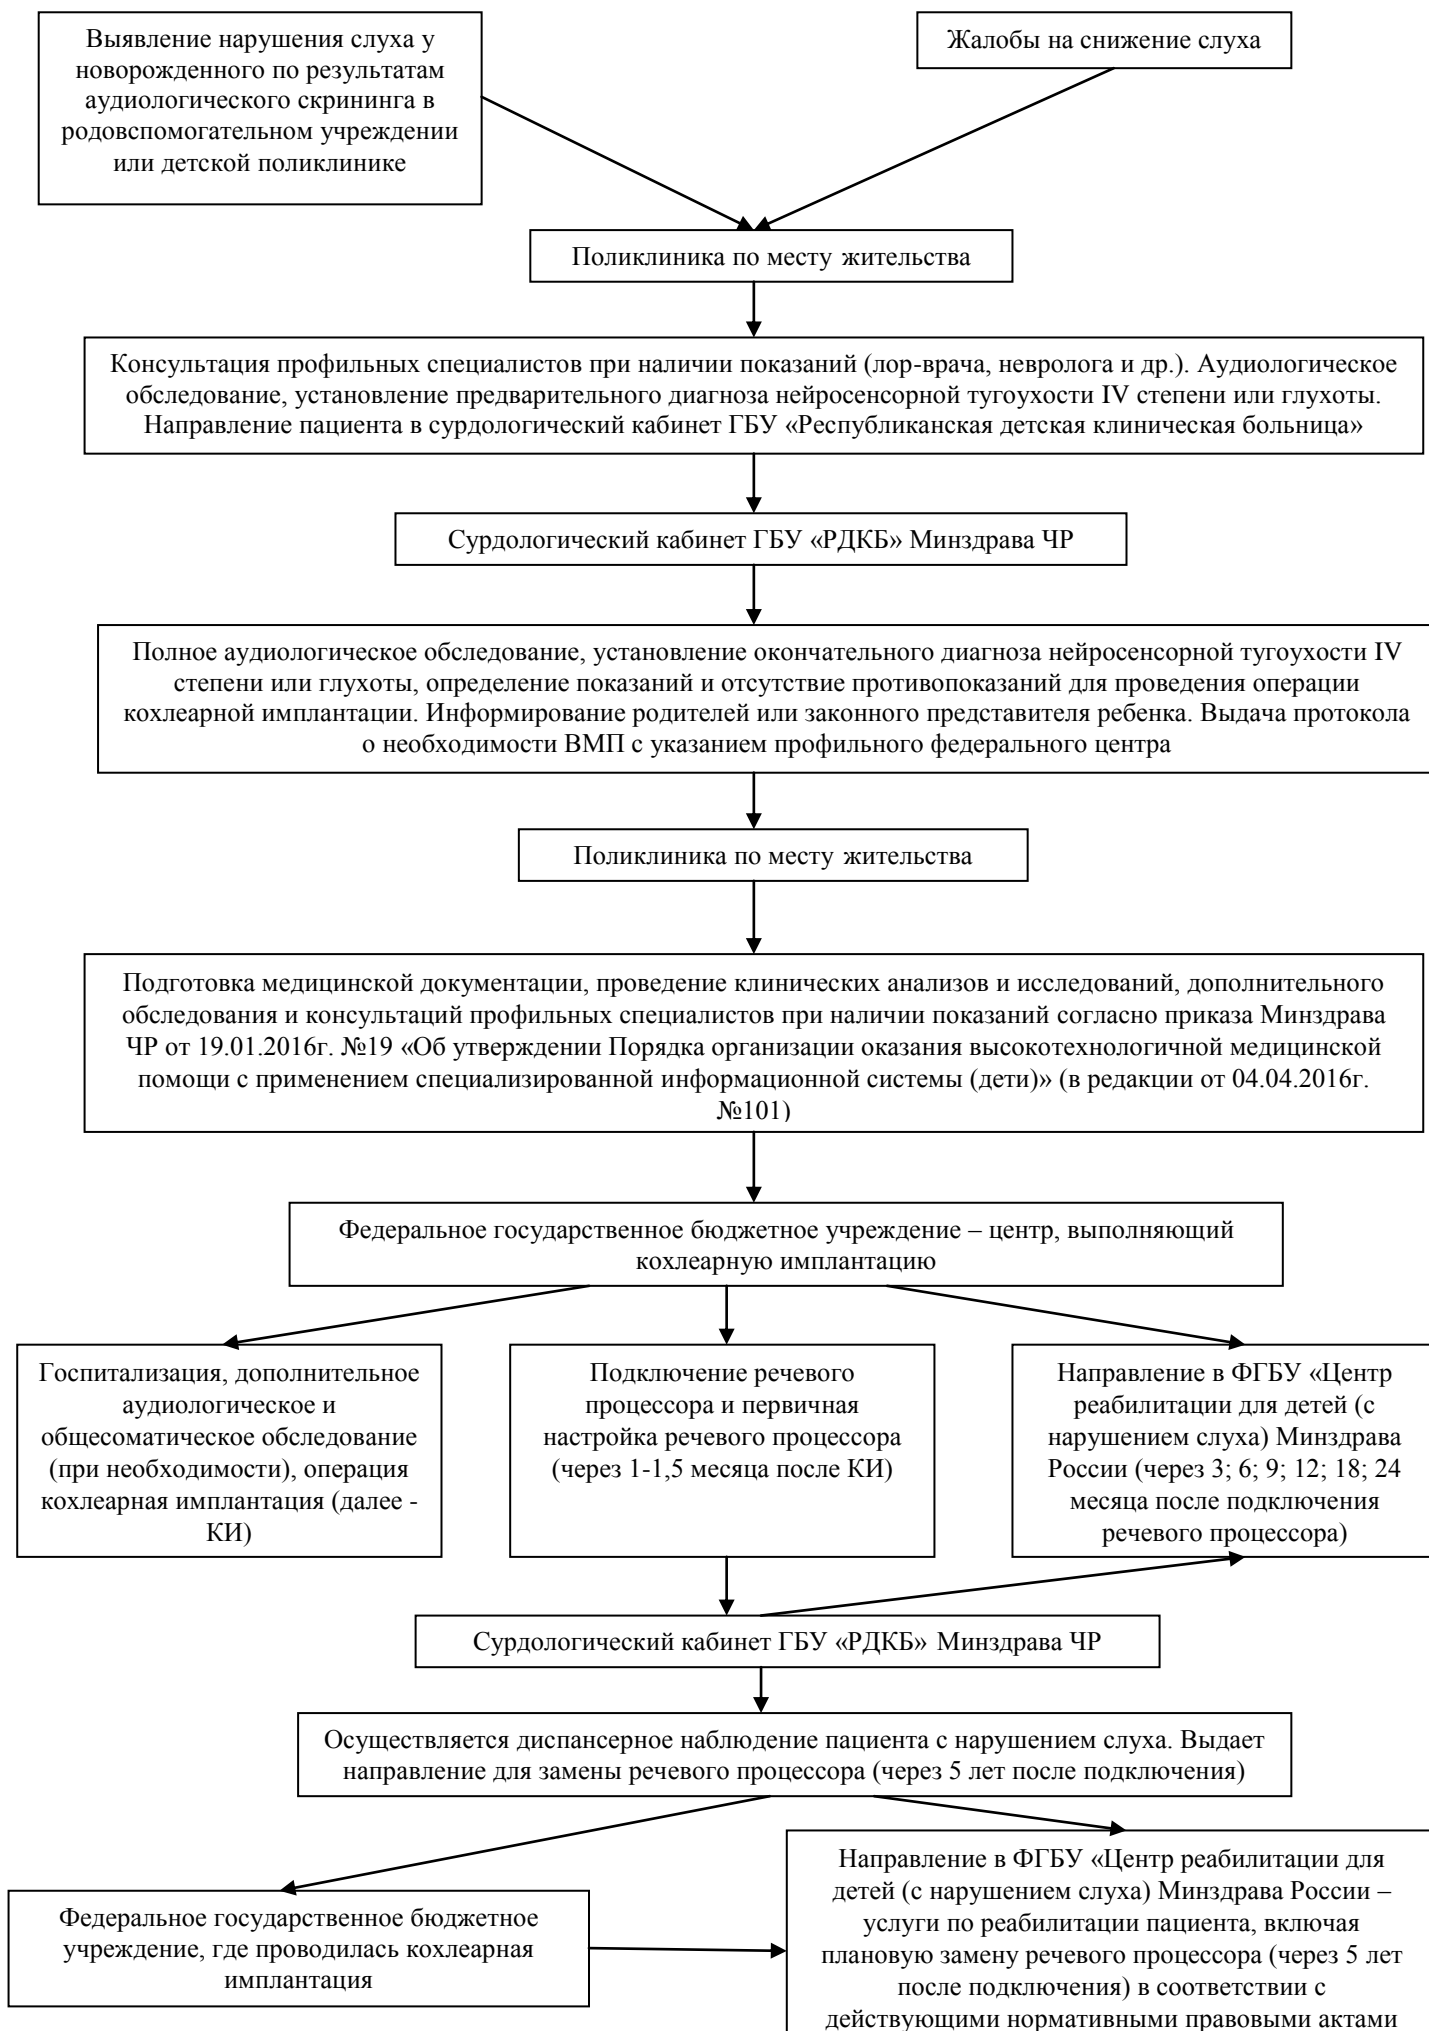 Выявление нарушения слуха у
новорожденного по результатам
аудиологического скрининга в
родовспомогательном учреждении
или детской поликлинике
Жалобы на снижение слуха
Поликлиника по месту жительства
Консультация профильных специалистов при наличии показаний (лор-врача, невролога и др.). Аудиологическое
обследование, установление предварительного диагноза нейросенсорной тугоухости IV степени или глухоты.
Направление пациента в сурдологический кабинет ГБУ «Республиканская детская клиническая больница»
Сурдологический кабинет ГБУ «РДКБ» Минздрава ЧР
Полное аудиологическое обследование, установление окончательного диагноза нейросенсорной тугоухости IV
степени или глухоты, определение показаний и отсутствие противопоказаний для проведения операции
кохлеарной имплантации. Информирование родителей или законного представителя ребенка. Выдача протокола
о необходимости ВМП с указанием профильного федерального центра
Поликлиника по месту жительства
Подготовка медицинской документации, проведение клинических анализов и исследований, дополнительного
обследования и консультаций профильных специалистов при наличии показаний согласно приказа Минздрава
ЧР от 19.01.2016г. №19 «Об утверждении Порядка организации оказания высокотехнологичной медицинской
помощи с применением специализированной информационной системы (дети)» (в редакции от 04.04.2016г.
№101)
Федеральное государственное бюджетное учреждение – центр, выполняющий
кохлеарную имплантацию
Госпитализация, дополнительное
аудиологическое и
общесоматическое обследование
(при необходимости), операция
кохлеарная имплантация (далее -
КИ)
Подключение речевого
процессора и первичная
настройка речевого процессора
(через 1-1,5 месяца после КИ)
Направление в ФГБУ «Центр
реабилитации для детей (с
нарушением слуха) Минздрава
России (через 3; 6; 9; 12; 18; 24
месяца после подключения
речевого процессора)
Сурдологический кабинет ГБУ «РДКБ» Минздрава ЧР
Осуществляется диспансерное наблюдение пациента с нарушением слуха. Выдает
направление для замены речевого процессора (через 5 лет после подключения)
Федеральное государственное бюджетное
учреждение, где проводилась кохлеарная
имплантация
Направление в ФГБУ «Центр реабилитации для
детей (с нарушением слуха) Минздрава России –
услуги по реабилитации пациента, включая
плановую замену речевого процессора (через 5 лет
после подключения) в соответствии с
действующими нормативными правовыми актами